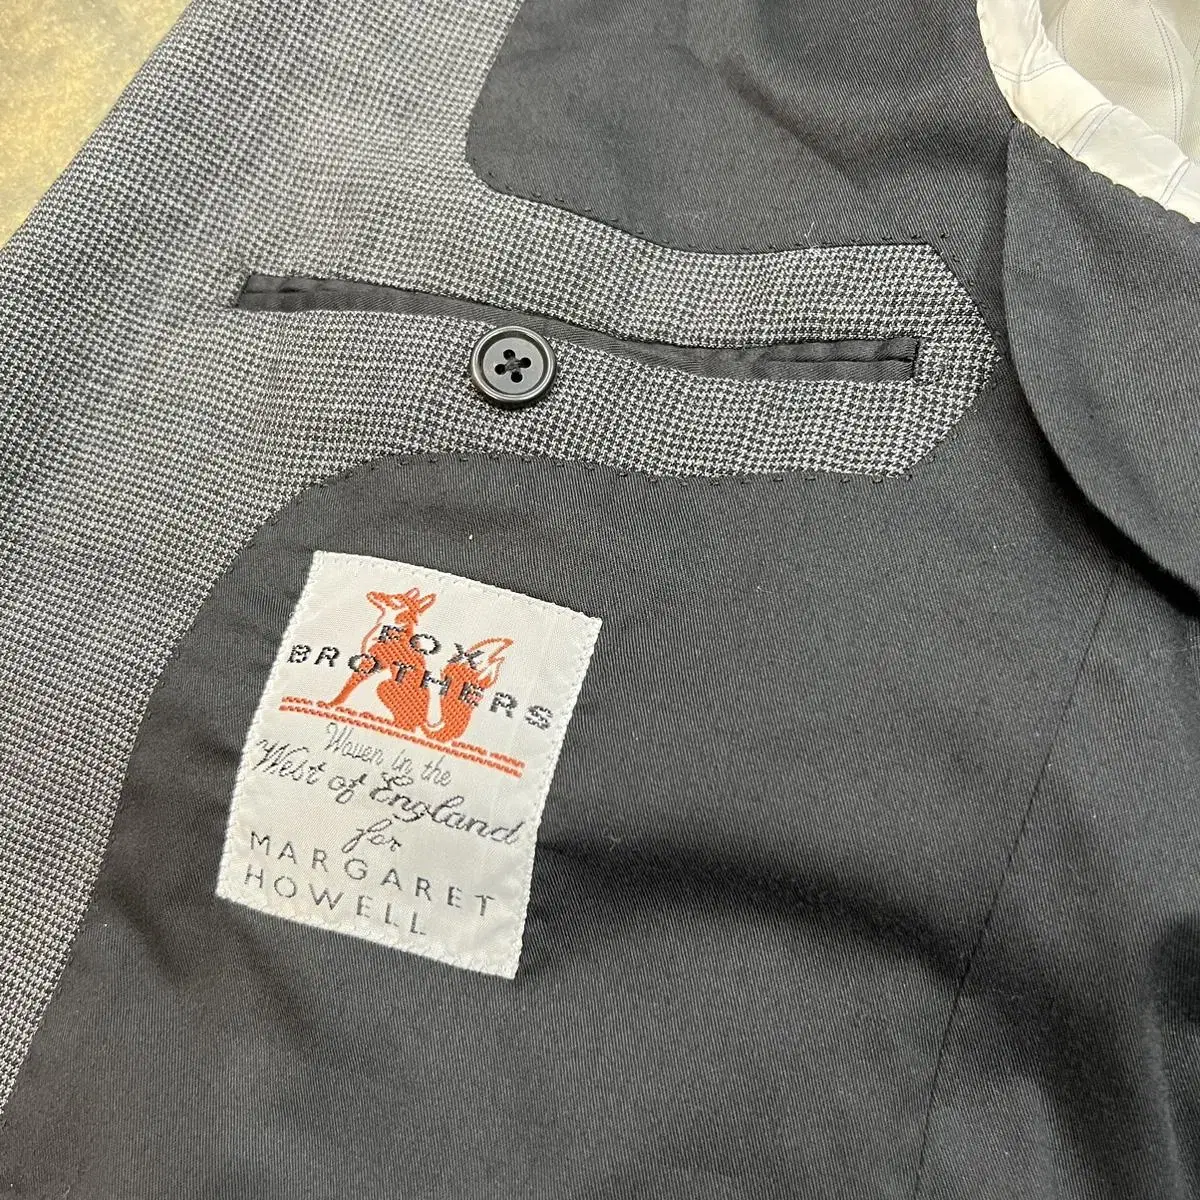 FOX
BROTHERS
Woven in the
West of England
for
MARGARET
HOWELL